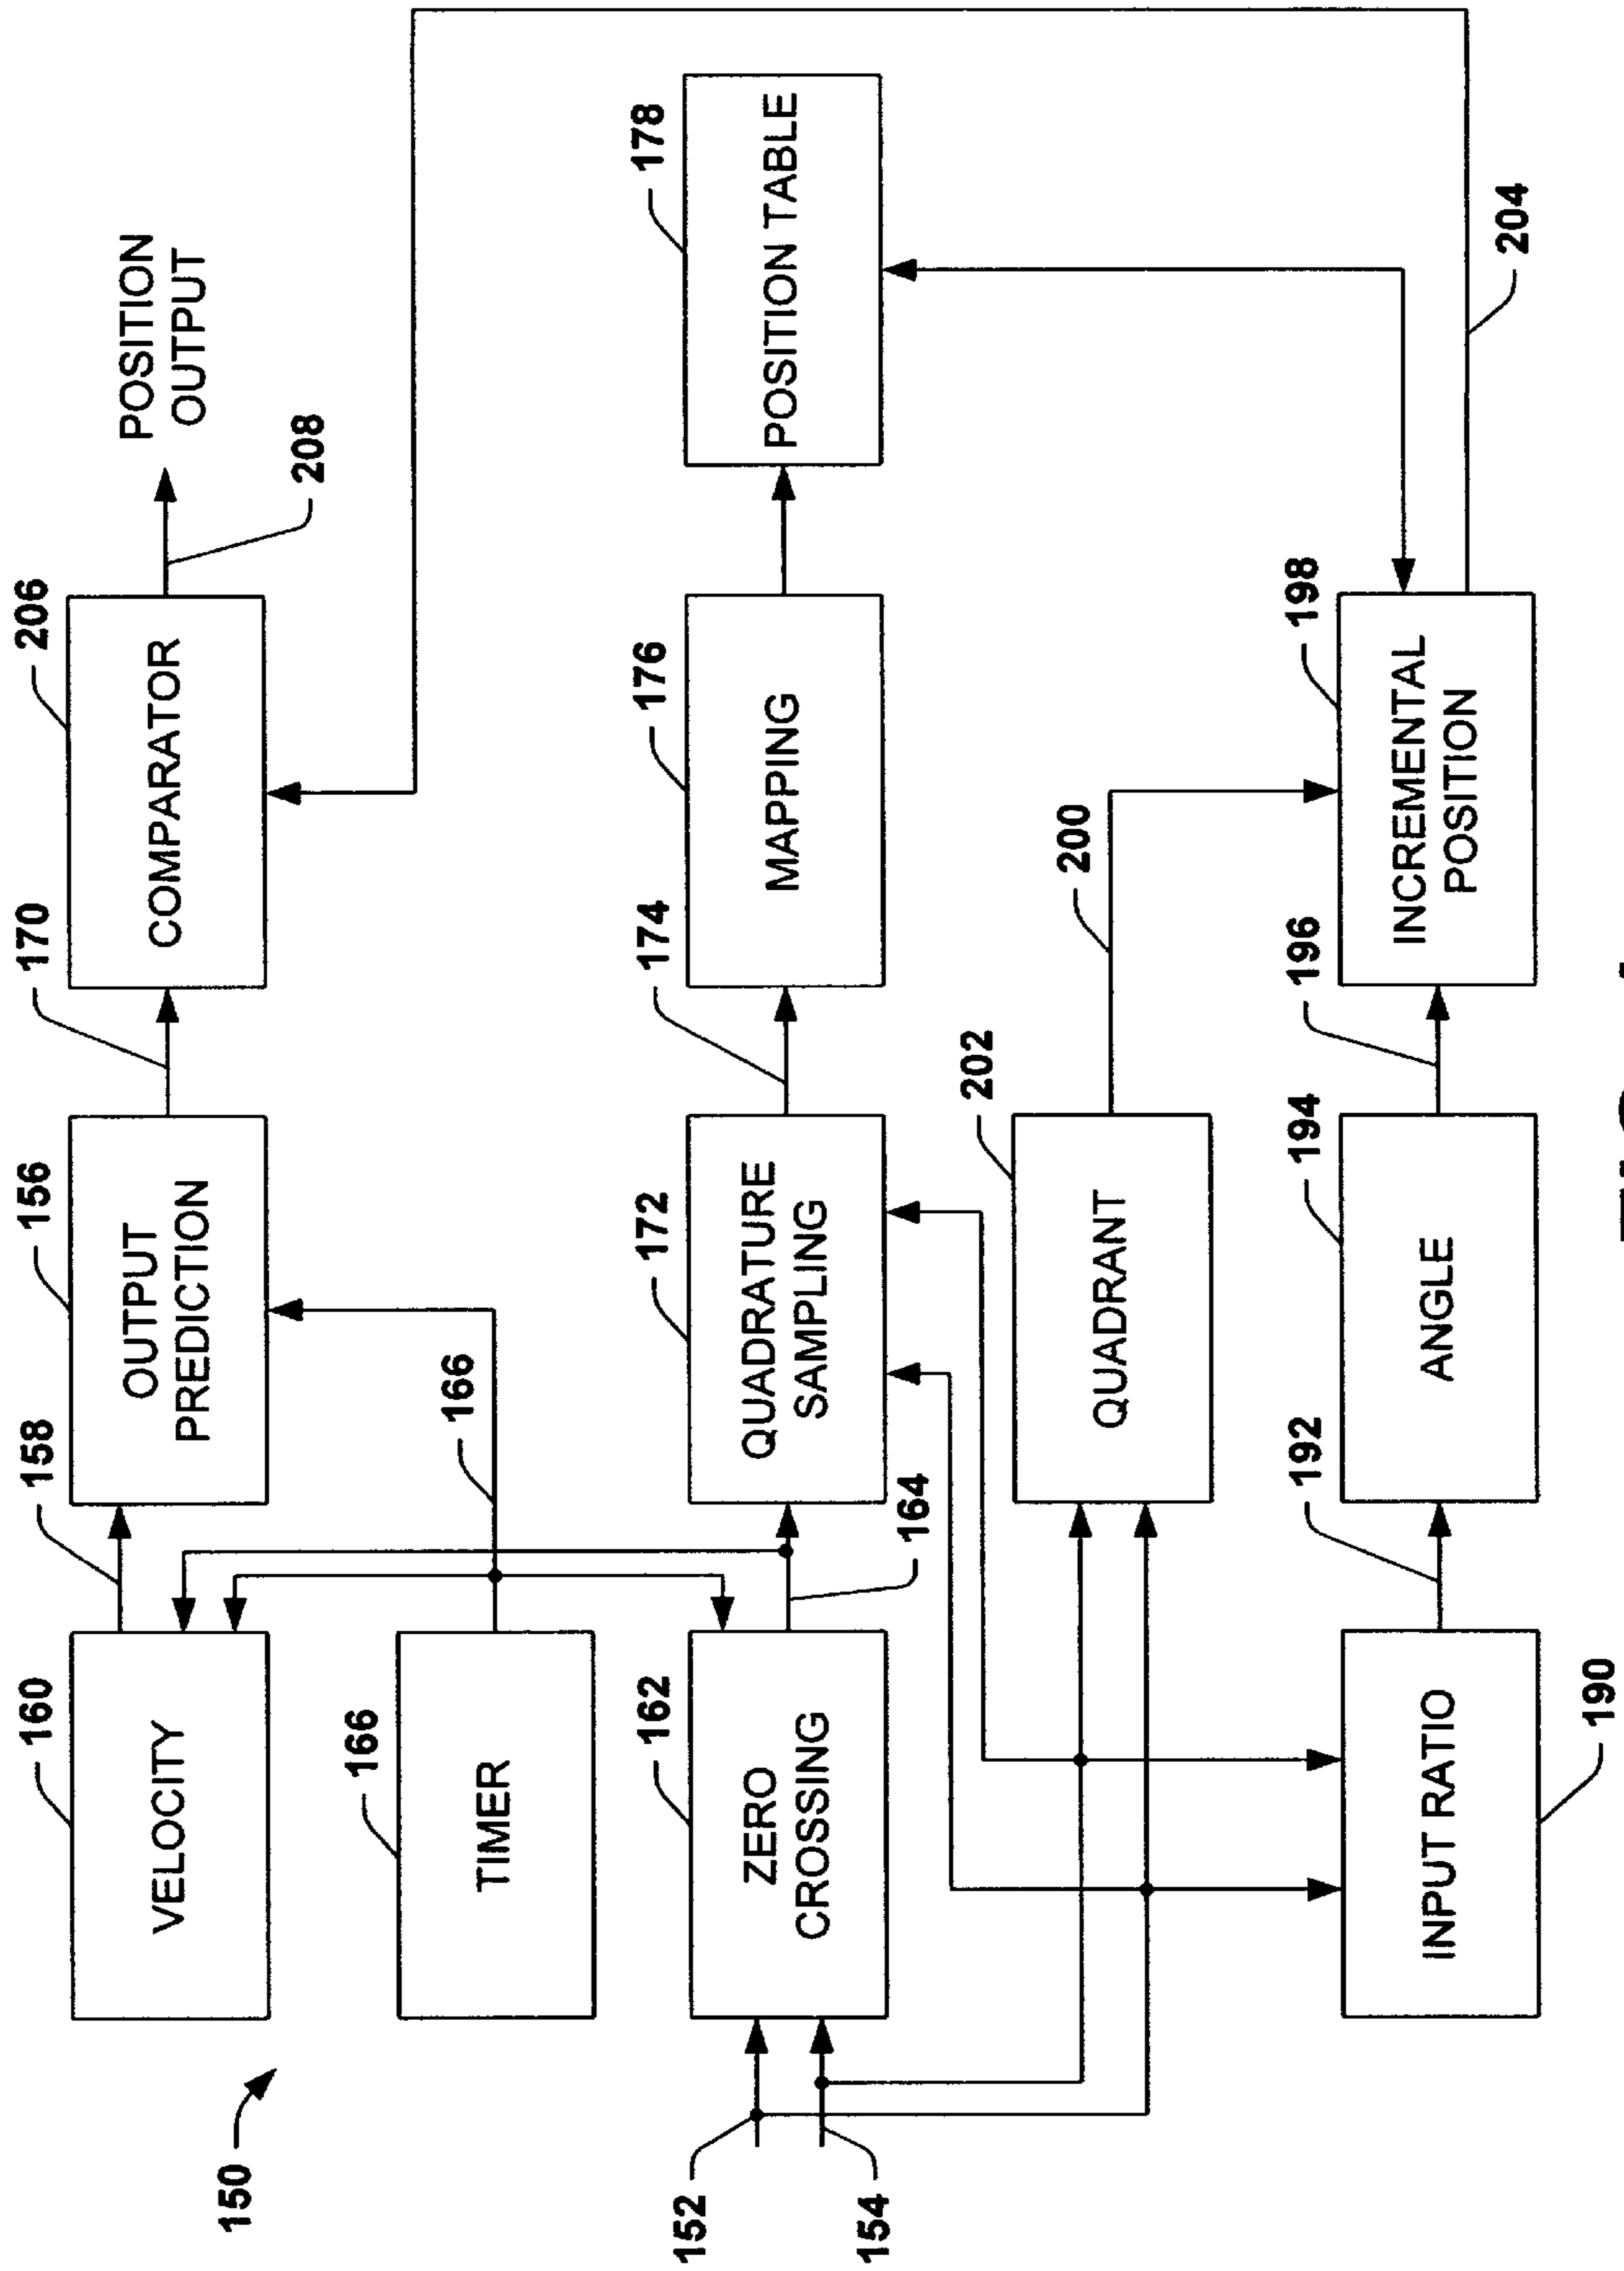 150
160
VELOCITY
158
156
OUTPUT
PREDICTION
170
206
COMPARATOR
208
POSITION
OUTPUT
166
TIMER
166
152
154
162
ZERO
CROSSING
164
172
QUADRATURE
SAMPLING
174
176
MAPPING
178
POSITION TABLE
202
QUADRANT
200
190
INPUT RATIO
192
194
ANGLE
196
198
INCREMENTAL
POSITION
204